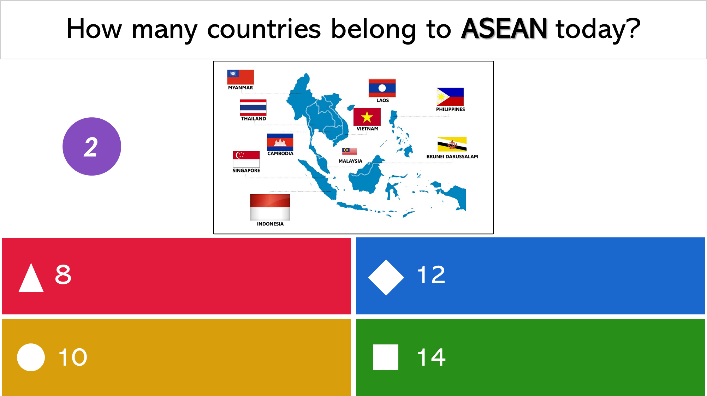 How many countries belong to ASEAN today?
2
MYANMAR
LAOS
PHILIPPINES
THAILAND
VIETNAM
CAMBODIA
MALAYSIA
BRUNEI DARUSSALAM
SINGAPORE
INDONESIA
8
12
10
14